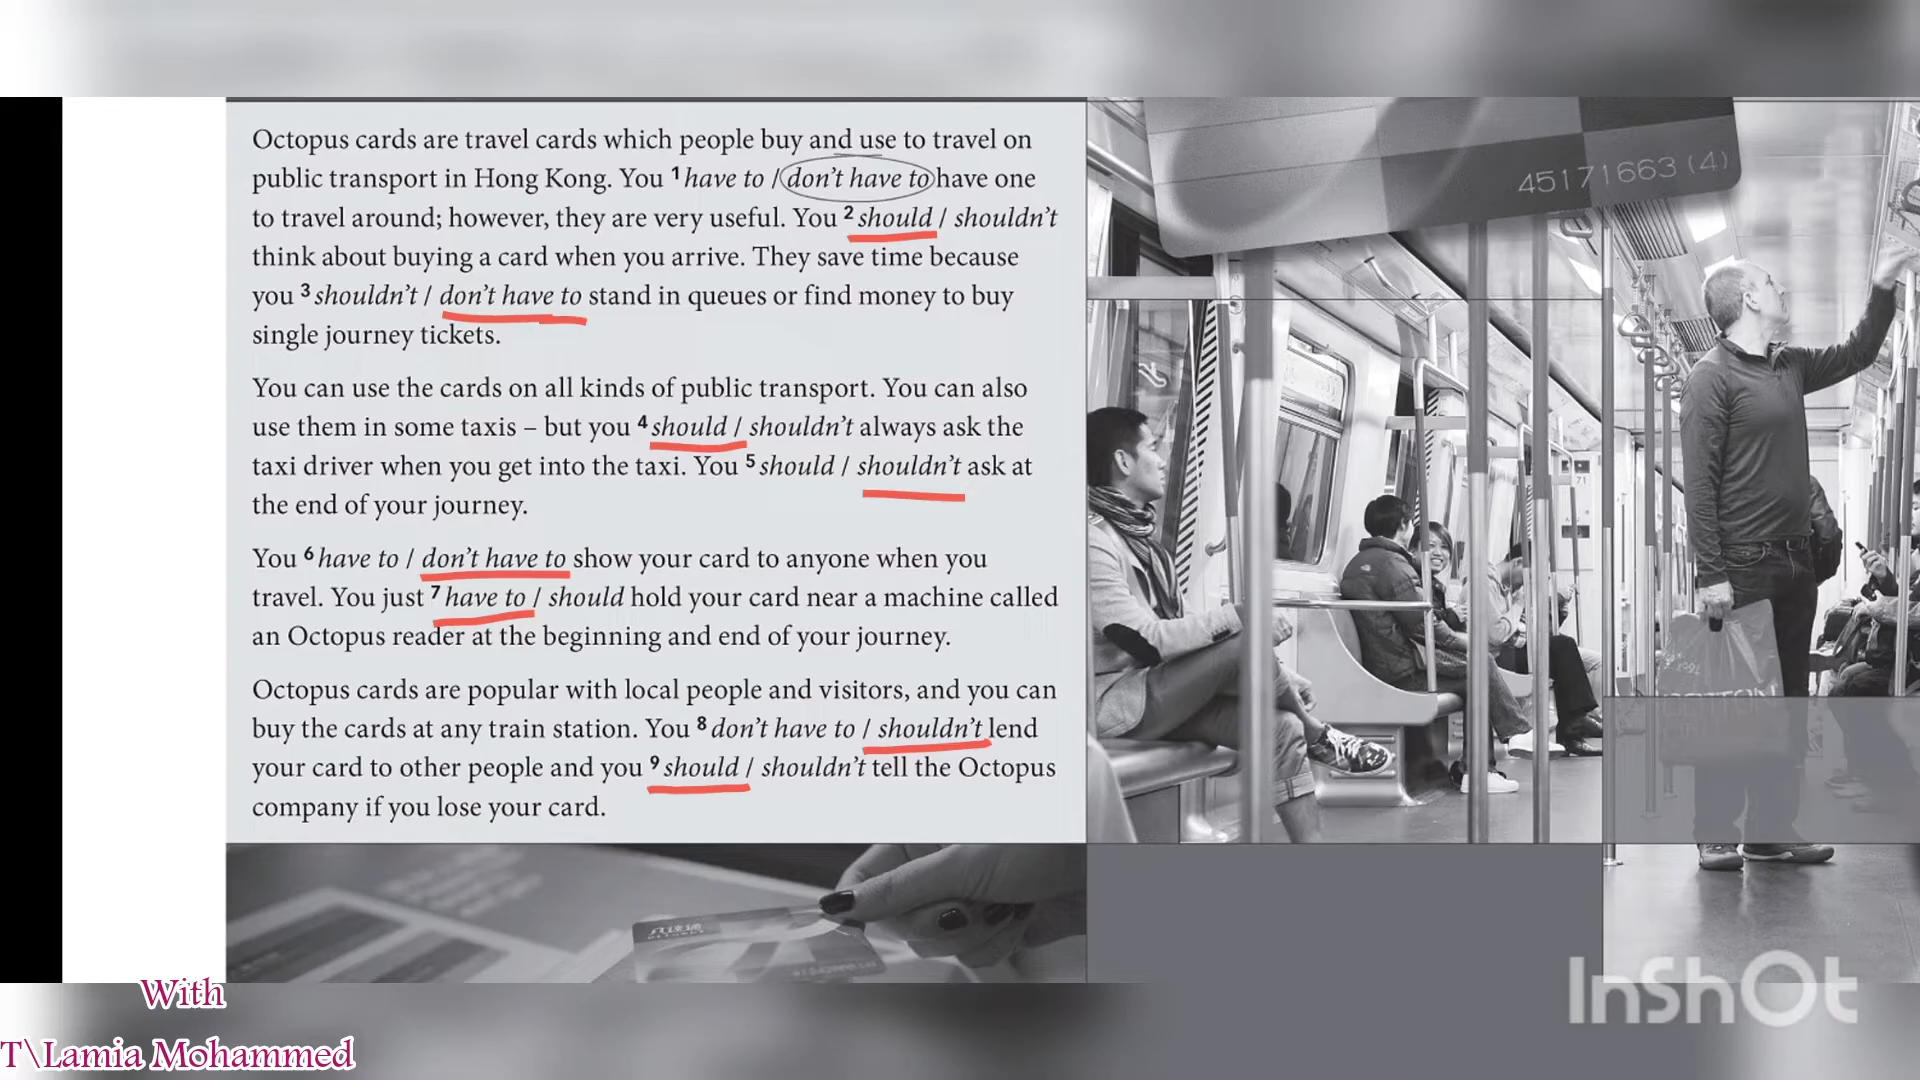 Octopus cards are travel cards which people buy and use to travel on
public transport in Hong Kong. You 1 have to / don't have to have one
to travel around; however, they are very useful. You 2 should / shouldn't
think about buying a card when you arrive. They save time because
you 3 shouldn't / don't have to stand in queues or find money to buy
single journey tickets.
You can use the cards on all kinds of public transport. You can also
use them in some taxis – but you 4 should / shouldn't always ask the
taxi driver when you get into the taxi. You 5 should / shouldn't ask at
the end of your journey.
You 6 have to / don't have to show your card to anyone when you
travel. You just 7 have to / should hold your card near a machine called
an Octopus reader at the beginning and end of your journey.
Octopus cards are popular with local people and visitors, and you can
buy the cards at any train station. You 8 don't have to / shouldn't lend
your card to other people and you 9 should / shouldn't tell the Octopus
company if you lose your card.
45171663 (4)
71
With
T\Lamia Mohammed
InShOt